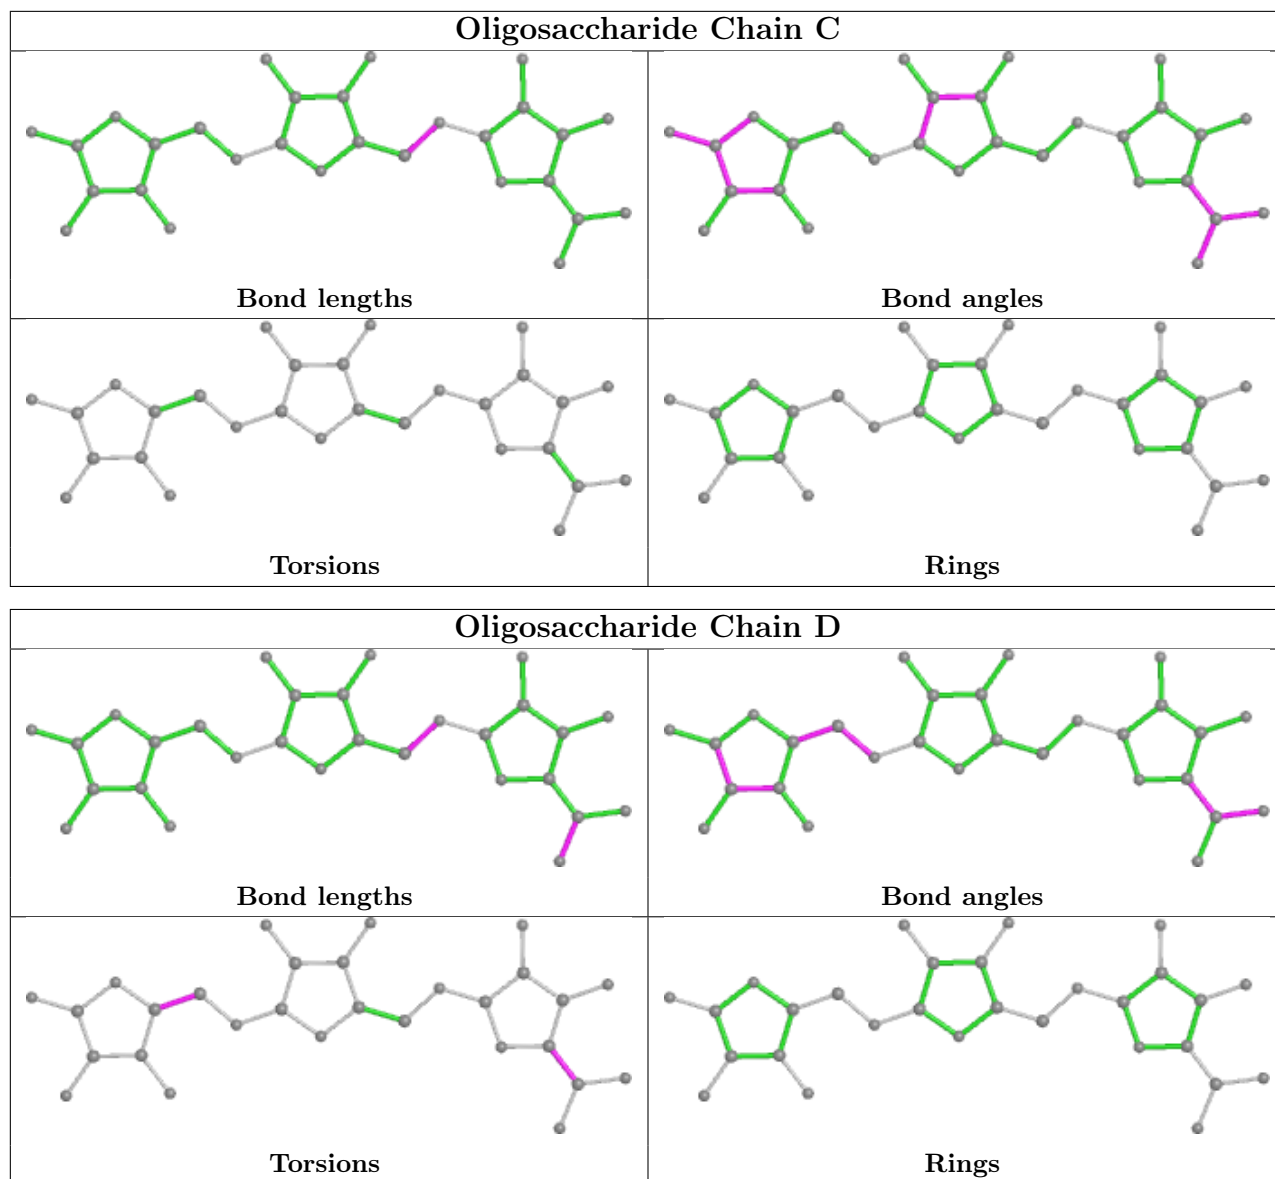 Oligosaccharide Chain C
Bond lengths
Bond angles
Torsions
Rings
Oligosaccharide Chain D
Bond lengths
Bond angles
Torsions
Rings